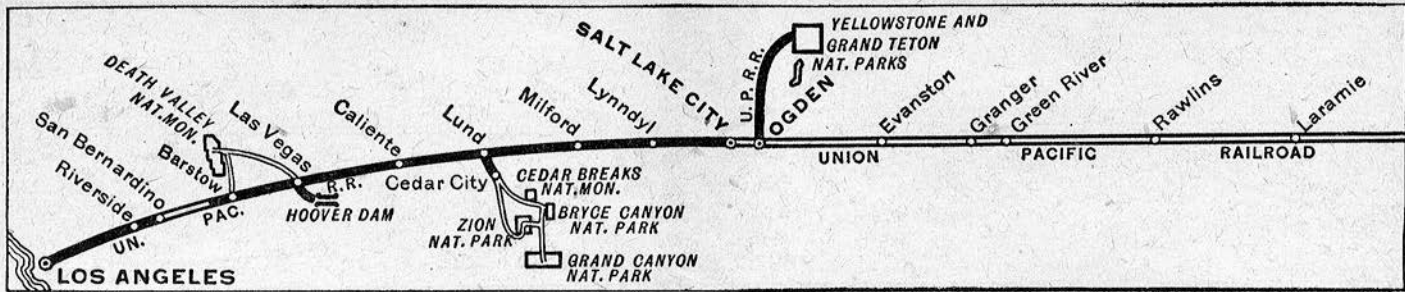 LOS ANGELES
Riverside
San Bernardino
UN.
PAC.
Barstow
DEATH VALLEY
NAT. MON.
Las Vegas
R.R.
HOOVER DAM
Caliente
Lund
Cedar City
CEDAR BREAKS
NAT. MON.
ZION
NAT. PARK
BRYCE CANYON
NAT. PARK
GRAND CANYON
NAT. PARK
Milford
Lynndyl
SALT LAKE CITY
U. P. R. R.
OGDEN
YELLOWSTONE AND
GRAND TETON
NAT. PARKS
Evanston
Granger
Green River
Rawlins
Laramie
UNION PACIFIC RAILROAD